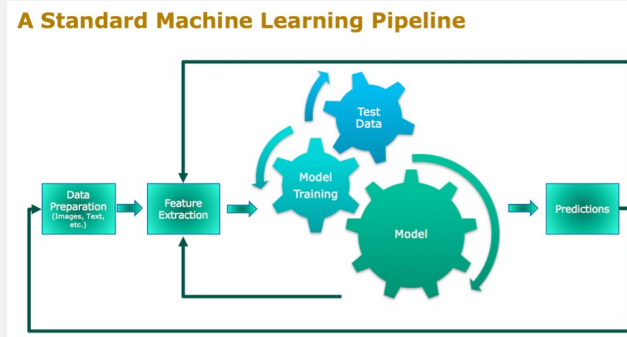 A Standard Machine Learning Pipeline
Test
Data
Model
Training
Data
Preparation
(Images, Text,
etc.)
Feature
Extraction
Model
Predictions